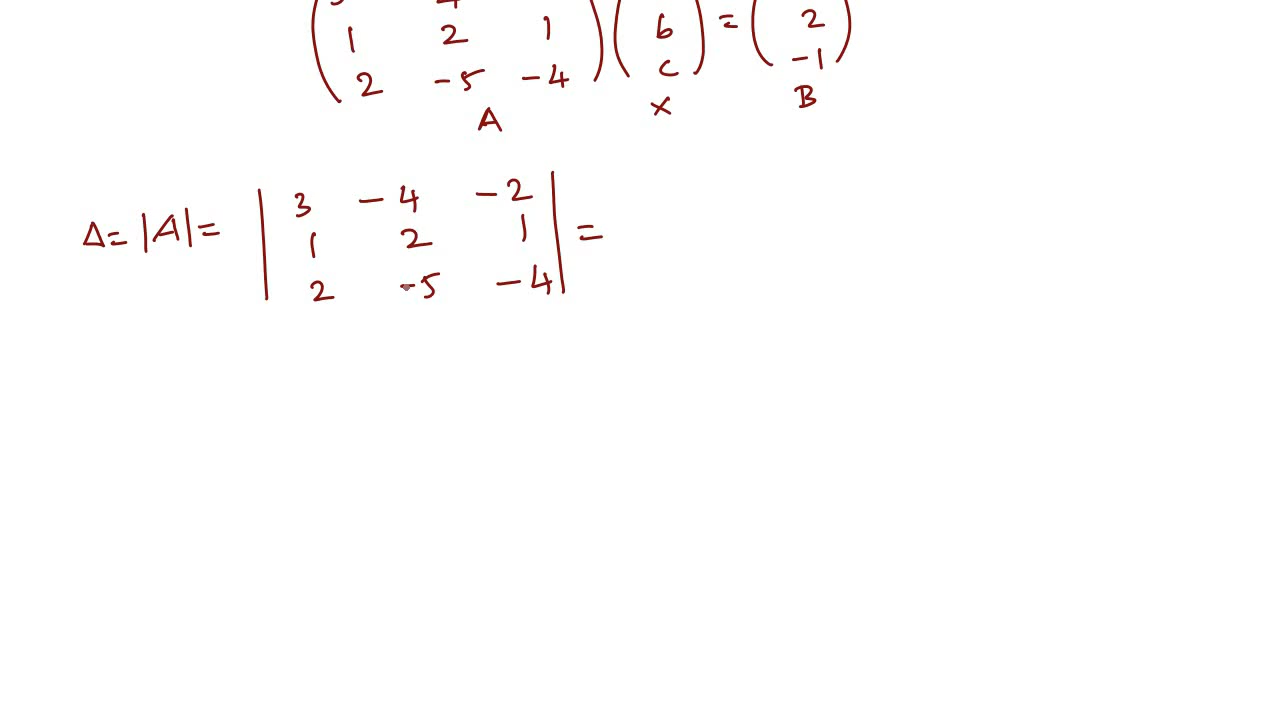 1 2 1 b = 2
2 -5 -4 c -1
A X B
3 -4 -2
Δ = |A| = 1 2 1 =
2 -5 -4